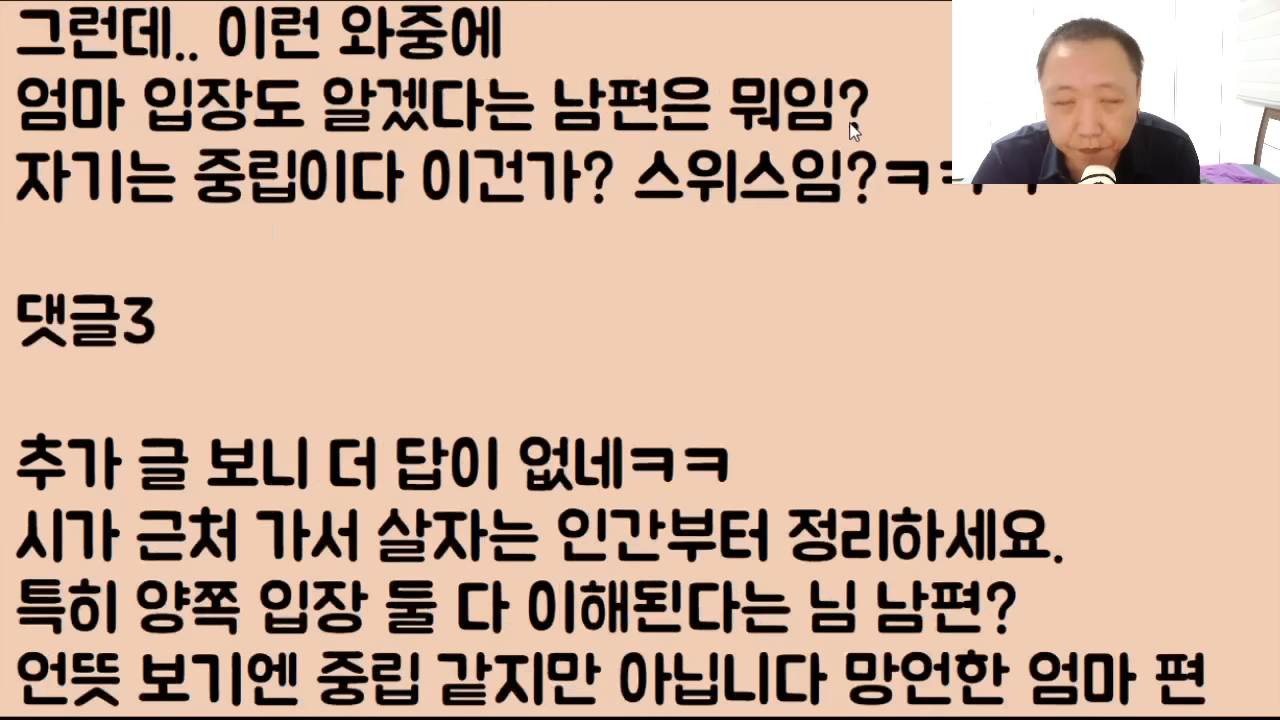 그런데.. 이런 와중에
엄마 입장도 알겠다는 남편은 뭐임?
자기는 중립이다 이건가? 스위스임?ㅋㅋ
댓글3
추가 글 보니 더 답이 없네ㅋㅋ
시가 근처 가서 살자는 인간부터 정리하세요.
특히 양쪽 입장 둘 다 이해된다는 님 남편?
언뜻 보기엔 중립 같지만 아닙니다 망언한 엄마 편